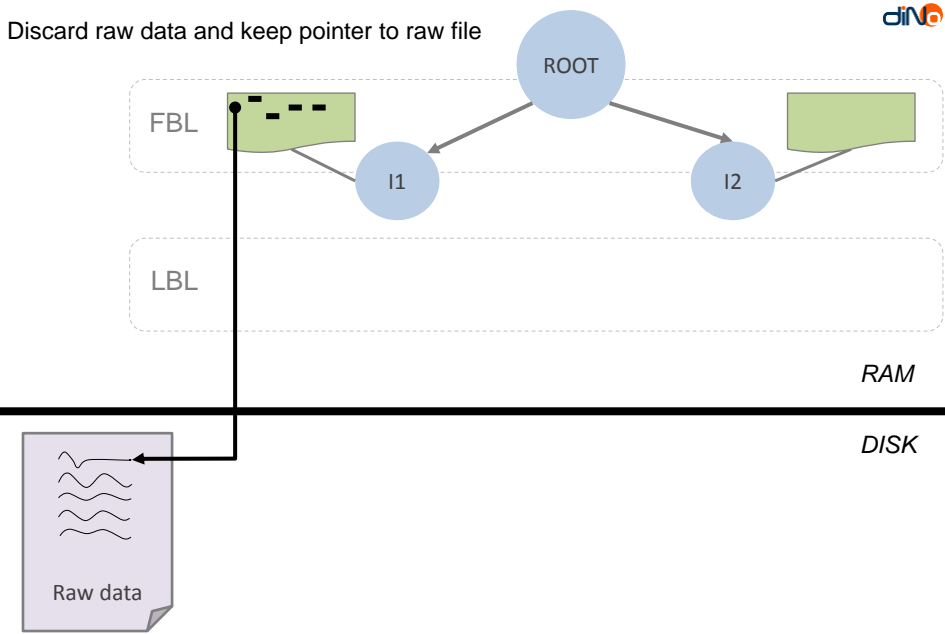 Discard raw data and keep pointer to raw file
diNo
ROOT
FBL
I1
I2
LBL
RAM
DISK
Raw data